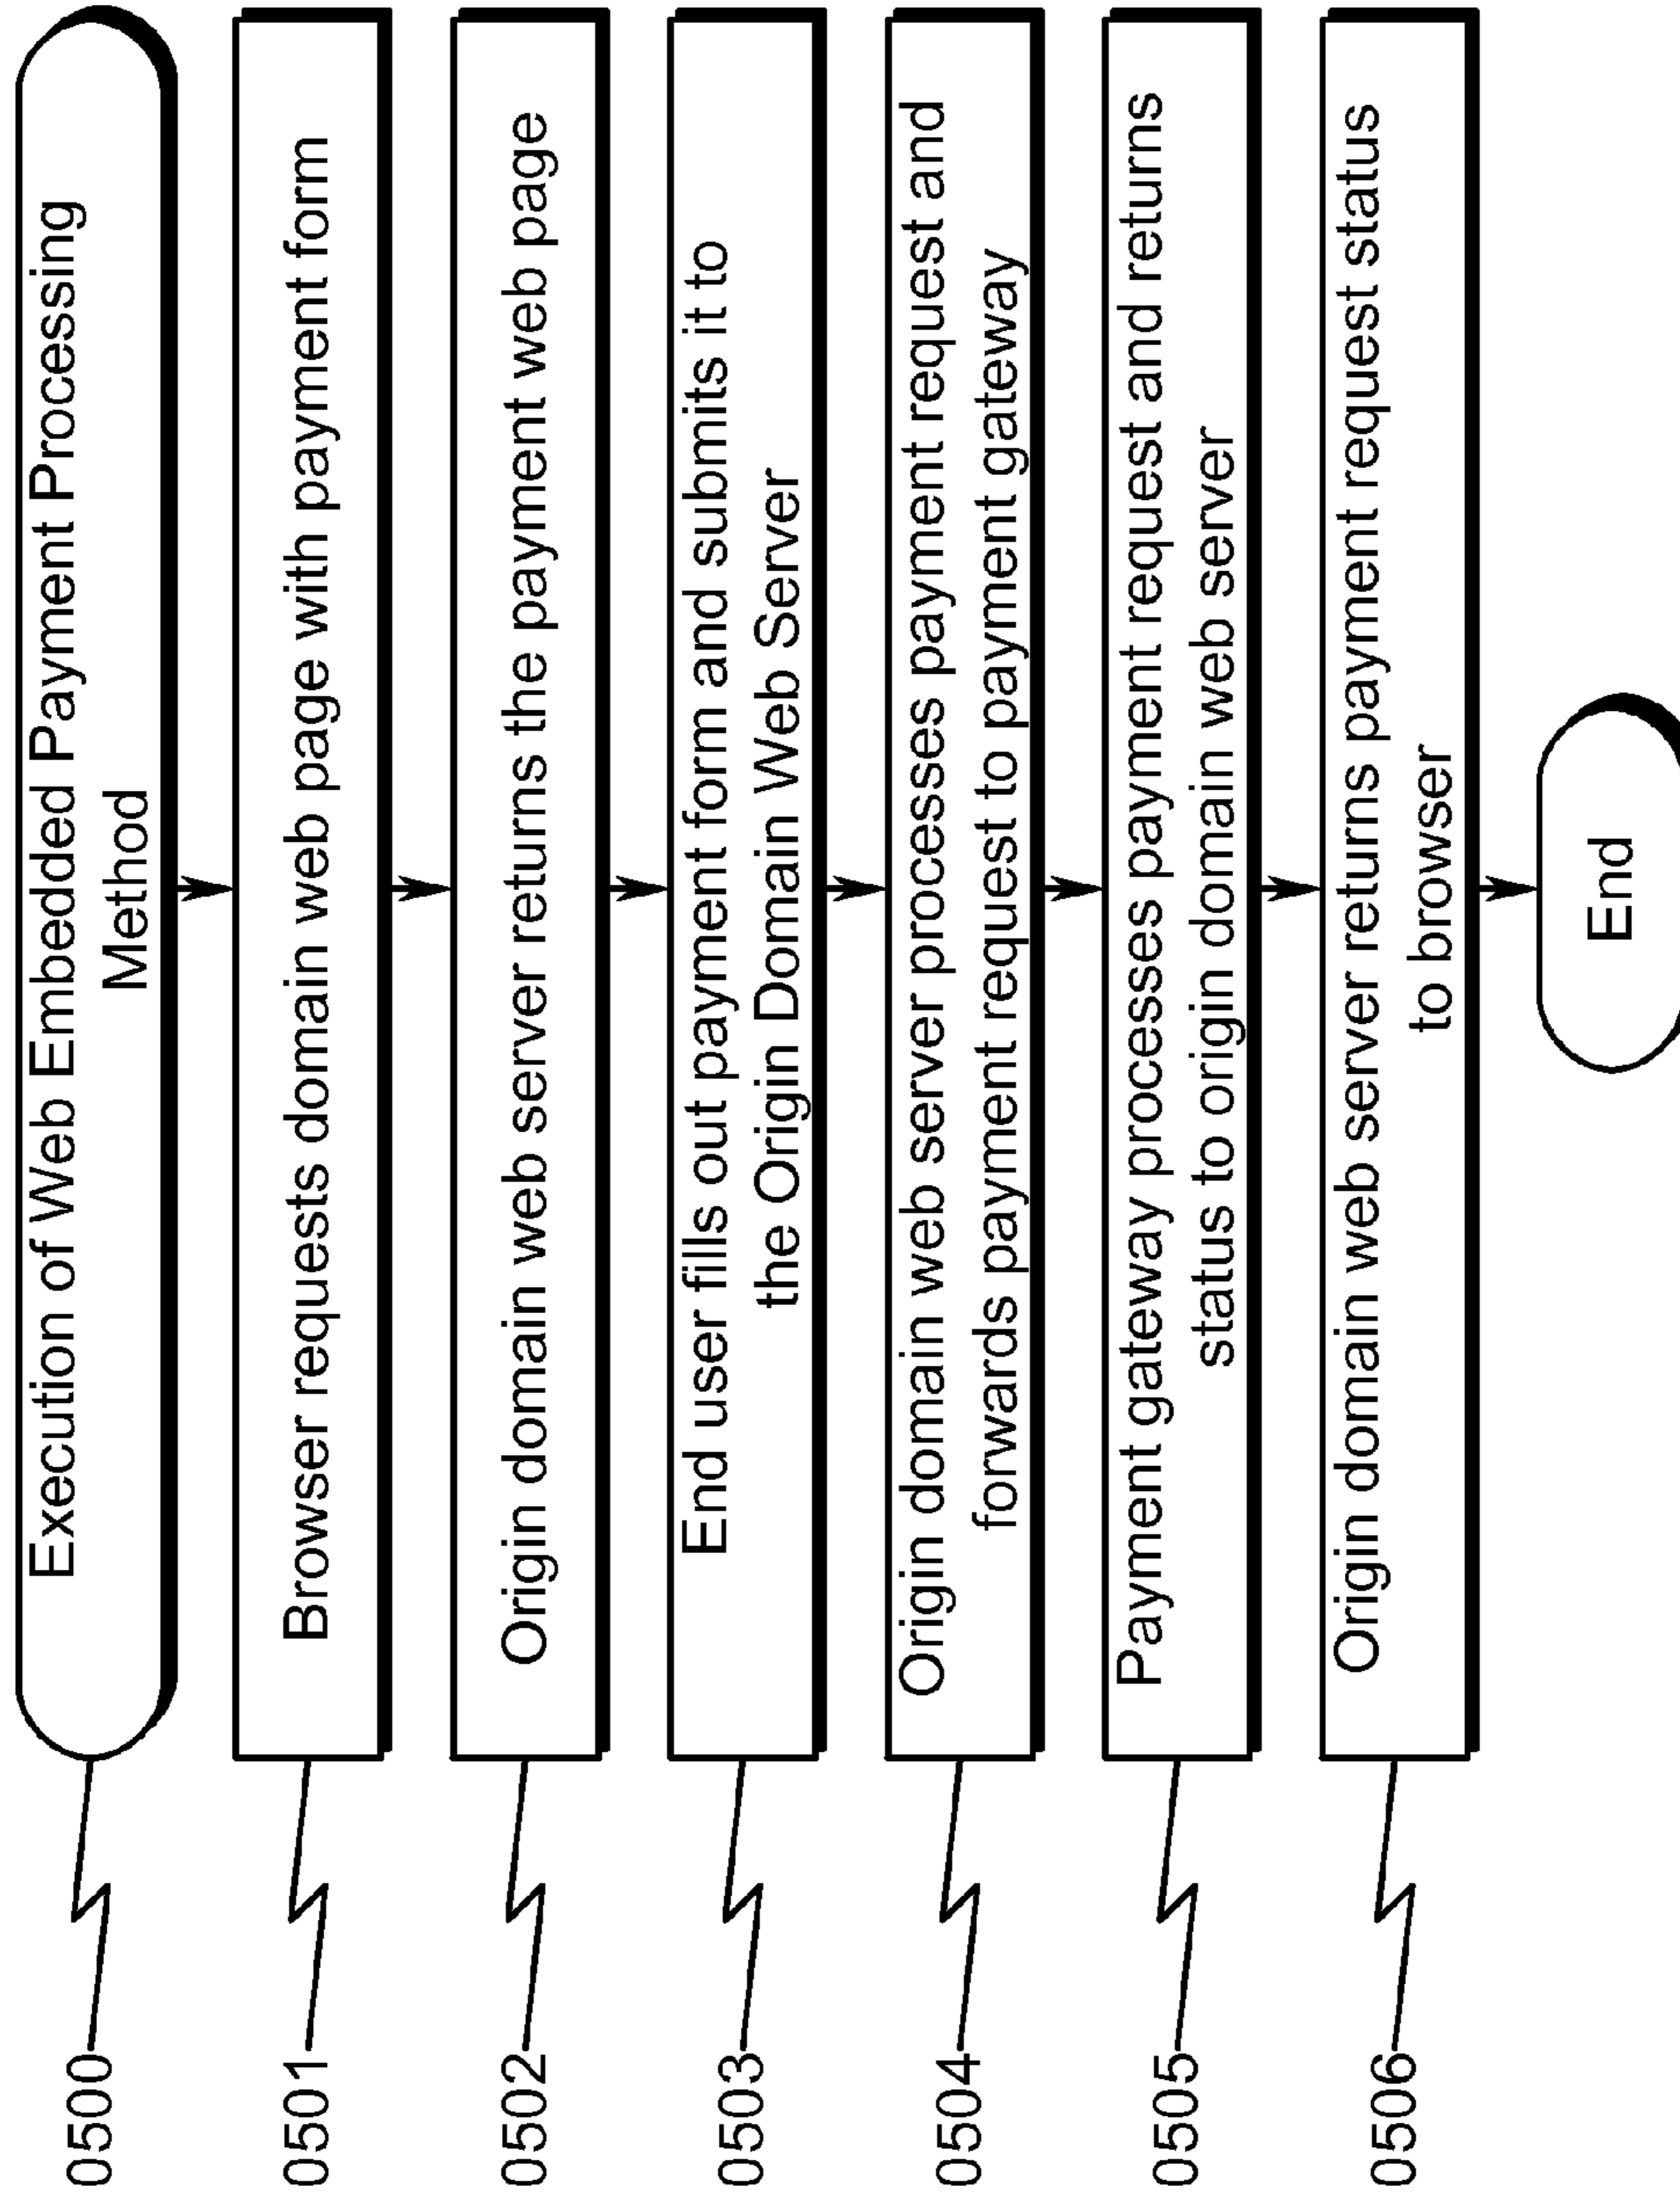 0500
Execution of Web Embedded Payment Processing
Method
0501
Browser requests domain web page with payment form
0502
Origin domain web server returns the payment web page
0503
End user fills out payment form and submits it to
the Origin Domain Web Server
0504
Origin domain web server processes payment request and
forwards payment request to payment gateway
0505
Payment gateway processes payment request and returns
status to origin domain web server
0506
Origin domain web server returns payment request status
to browser
End